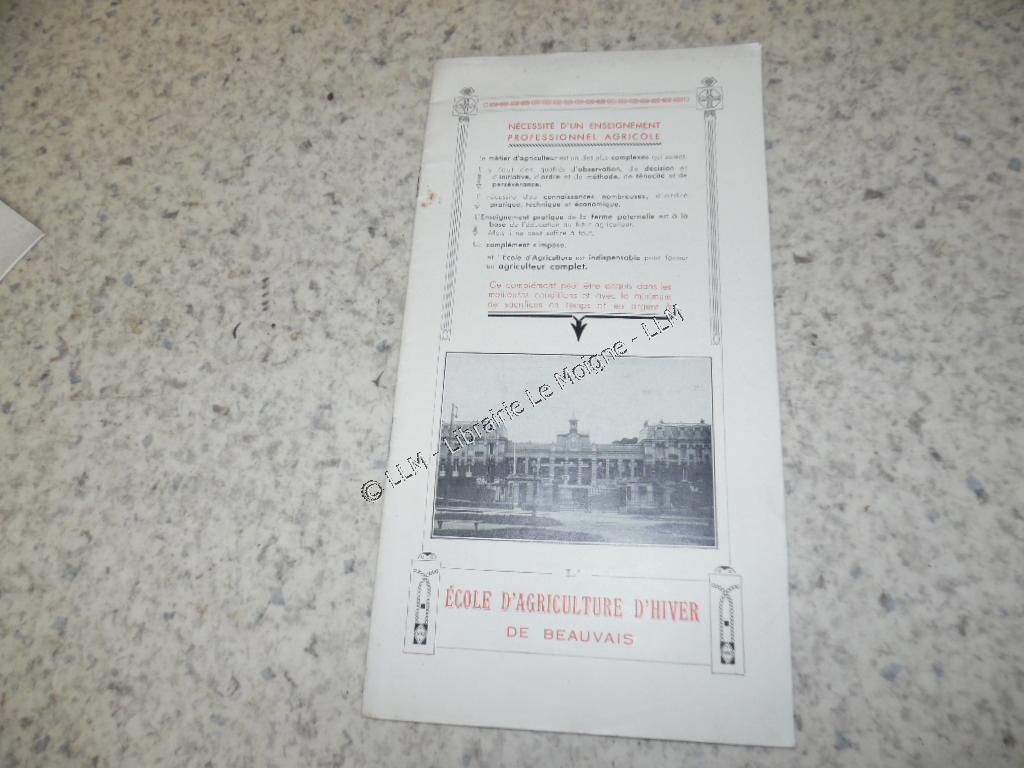 NÉCESSITÉ D'UN ENSEIGNEMENT
PROFESSIONNEL AGRICOLE
Le métier d'agriculteur est un des plus complexes qui soient.
Il y faut des qualités d'observation, de décision et
d'initiative, d'ordre et de méthode, de ténacité et de
persévérance.
Il nécessite des connaissances nombreuses, d'ordre
pratique, technique et économique.
L'Enseignement pratique de la ferme paternelle est à la
base de l'éducation du futur agriculteur.
Mais il ne peut suffire à tout.
Un complément s'impose,
et l'Ecole d'Agriculture est indispensable pour former
un agriculteur complet.
Ce complément peut être acquis dans les
meilleures conditions et avec le minimum
de sacrifices en temps et en argent à
© LLM - Librairie Le Moigne - LLM
L'
ÉCOLE D'AGRICULTURE D'HIVER
DE BEAUVAIS